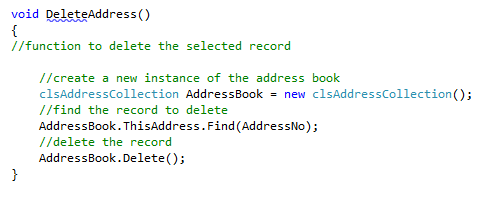 void DeleteAddress()
{
//function to delete the selected record
//create a new instance of the address book
clsAddressCollection AddressBook = new clsAddressCollection();
//find the record to delete
AddressBook.ThisAddress.Find(AddressNo);
//delete the record
AddressBook.Delete();
}